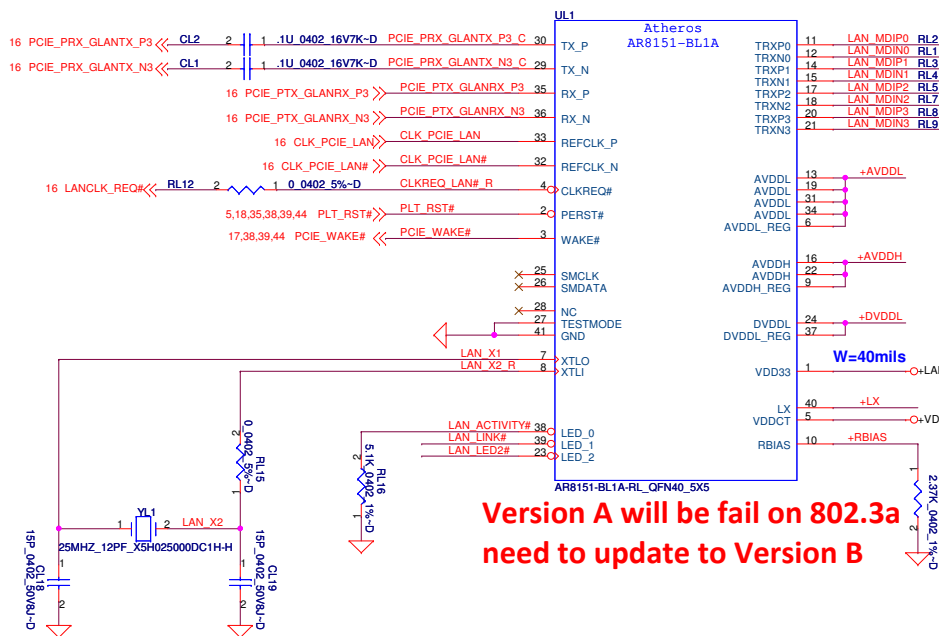 UL1
Atheros
AR8151-BL1A
16 PCIE_PRX_GLANTX_P3 CL2 2 1 .1U_0402_16V7K~D PCIE_PRX_GLANTX_P3_C 30 TX_P
16 PCIE_PRX_GLANTX_N3 CL1 2 1 .1U_0402_16V7K~D PCIE_PRX_GLANTX_N3_C 29 TX_N
16 PCIE_PTX_GLANRX_P3 PCIE_PTX_GLANRX_P3 35 RX_P
16 PCIE_PTX_GLANRX_N3 PCIE_PTX_GLANRX_N3 36 RX_N
16 CLK_PCIE_LAN CLK_PCIE_LAN 33 REFCLK_P
16 CLK_PCIE_LAN# CLK_PCIE_LAN# 32 REFCLK_N
16 LANCLK_REQ# RL12 2 1 0_0402_5%~D CLKREQ_LAN#_R 4 CLKREQ#
5,18,35,38,39,44 PLT_RST# PLT_RST# 2 PERST#
17,38,39,44 PCIE_WAKE# PCIE_WAKE# 3 WAKE#
25 SMCLK
26 SMDATA
28 NC
27 TESTMODE
41 GND
LAN_X1 7 XTLO
LAN_X2_R 8 XTLI
LAN_ACTIVITY# 38 LED_0
LAN_LINK# 39 LED_1
LAN_LED2# 23 LED_2
TRXP0 11 LAN_MDIP0 RL2
TRXN0 12 LAN_MDIN0 RL1
TRXP1 14 LAN_MDIP1 RL3
TRXN1 15 LAN_MDIN1 RL4
TRXP2 17 LAN_MDIP2 RL5
TRXN2 18 LAN_MDIN2 RL7
TRXP3 20 LAN_MDIP3 RL8
TRXN3 21 LAN_MDIN3 RL9
AVDDL 13 +AVDDL
AVDDL 19
AVDDL 31
AVDDL 34
AVDDL_REG 6
AVDDH 16 +AVDDH
AVDDH 22
AVDDH_REG 9
DVDDL 24 +DVDDL
DVDDL_REG 37
W=40mils
VDD33 1 +LA
LX 40 +LX
VDDCT 5 +VD
RBIAS 10 +RBIAS
AR8151-BL1A-RL_QFN40_5X5
2 1 0_0402_5%~D RL15
2 1 5.1K_0402_1%~D RL16
1 2 2.37K_0402_1%~D
YL1
1 2 LAN_X2
25MHZ_12PF_X5H025000DC1H-H
1 2 15P_0402_50V8J~D CL18
1 2 15P_0402_50V8J~D CL19
Version A will be fail on 802.3a
need to update to Version B